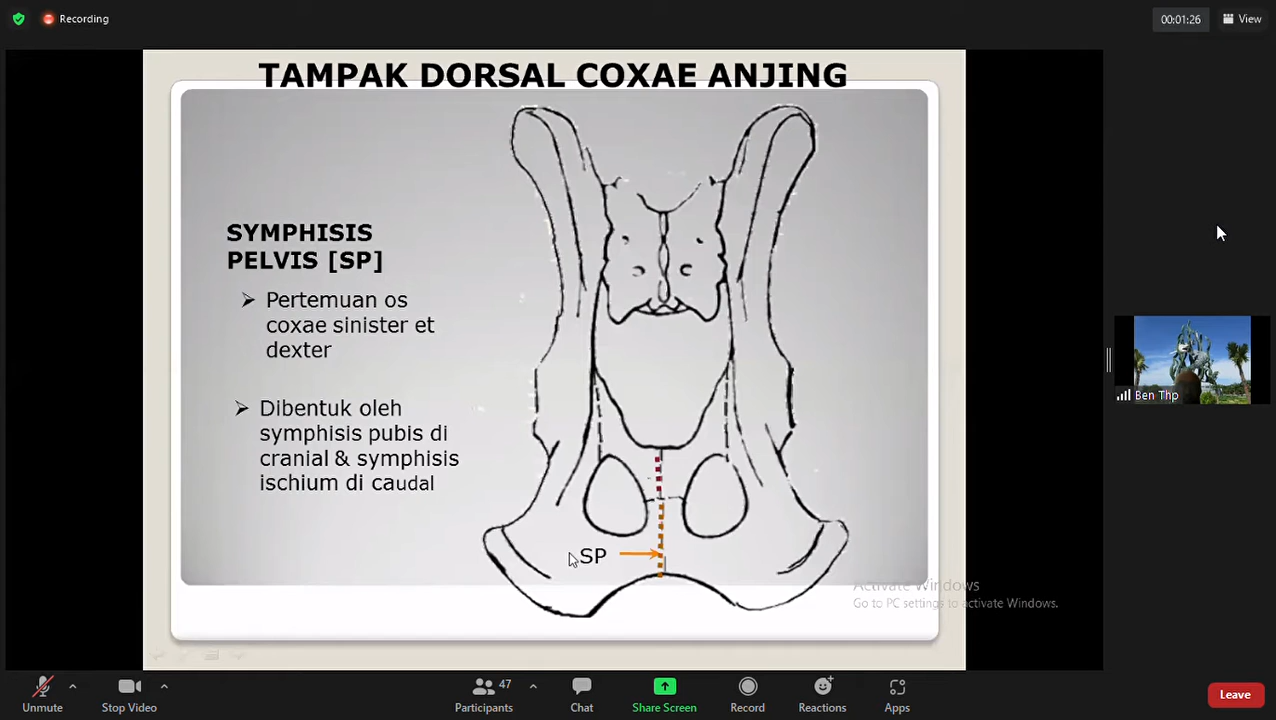 Recording
00:01:26
View
TAMPAK DORSAL COXAE ANJING
SYMPHISIS
PELVIS [SP]
Pertemuan os
coxae sinister et
dexter
Dibentuk oleh
symphisis pubis di
cranial & symphisis
ischium di caudal
SP
Activate Windows
Go to PC settings to activate Windows.
Ben Thp
Unmute
Stop Video
47
Participants
Chat
Share Screen
Record
Reactions
Apps
Leave